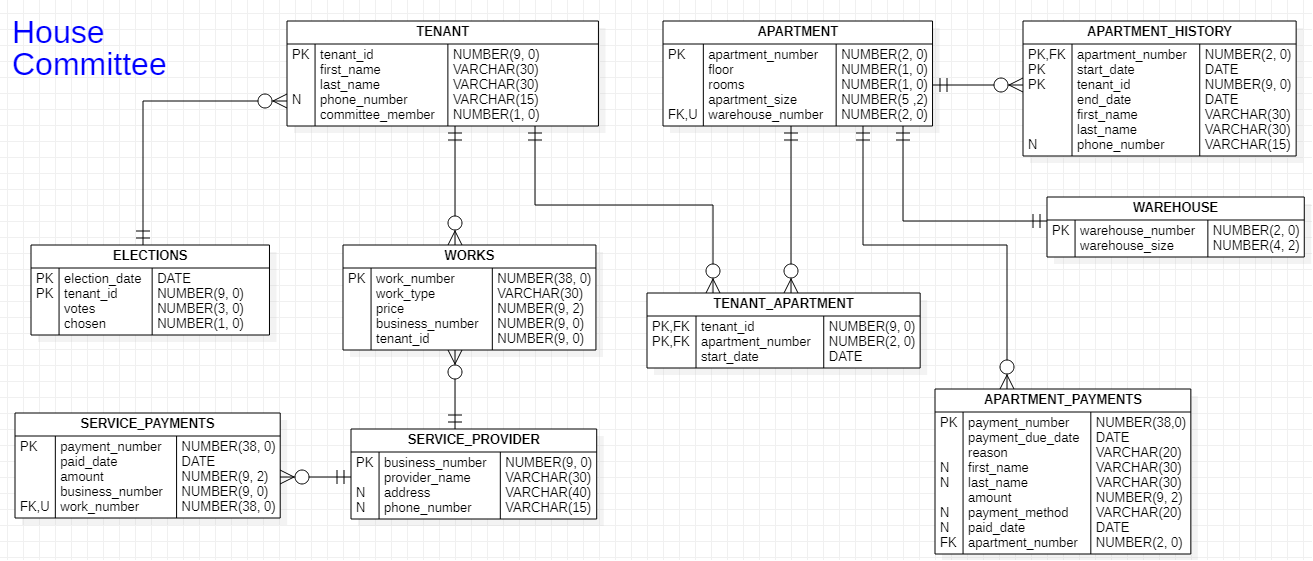 House
Committee
TENANT
PK tenant_id NUMBER(9, 0)
first_name VARCHAR(30)
last_name VARCHAR(30)
N phone_number VARCHAR(15)
committee_member NUMBER(1, 0)
APARTMENT
PK apartment_number NUMBER(2, 0)
floor NUMBER(1, 0)
rooms NUMBER(1, 0)
apartment_size NUMBER(5 ,2)
FK,U warehouse_number NUMBER(2, 0)
APARTMENT_HISTORY
PK,FK apartment_number NUMBER(2, 0)
PK start_date DATE
PK tenant_id NUMBER(9, 0)
end_date DATE
first_name VARCHAR(30)
last_name VARCHAR(30)
N phone_number VARCHAR(15)
WAREHOUSE
PK warehouse_number NUMBER(2, 0)
warehouse_size NUMBER(4, 2)
ELECTIONS
PK election_date DATE
PK tenant_id NUMBER(9, 0)
votes NUMBER(3, 0)
chosen NUMBER(1, 0)
WORKS
PK work_number NUMBER(38, 0)
work_type VARCHAR(30)
price NUMBER(9, 2)
business_number NUMBER(9, 0)
tenant_id NUMBER(9, 0)
TENANT_APARTMENT
PK,FK tenant_id NUMBER(9, 0)
PK,FK apartment_number NUMBER(2, 0)
start_date DATE
SERVICE_PAYMENTS
PK payment_number NUMBER(38, 0)
paid_date DATE
amount NUMBER(9, 2)
business_number NUMBER(9, 0)
FK,U work_number NUMBER(38, 0)
SERVICE_PROVIDER
PK business_number NUMBER(9, 0)
provider_name VARCHAR(30)
N address VARCHAR(40)
N phone_number VARCHAR(15)
APARTMENT_PAYMENTS
PK payment_number NUMBER(38,0)
payment_due_date DATE
reason VARCHAR(20)
N first_name VARCHAR(30)
N last_name VARCHAR(30)
amount NUMBER(9, 2)
N payment_method VARCHAR(20)
N paid_date DATE
FK apartment_number NUMBER(2, 0)